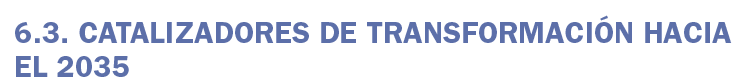 6.3. CATALIZADORES DE TRANSFORMACIÓN HACIA
EL 2035